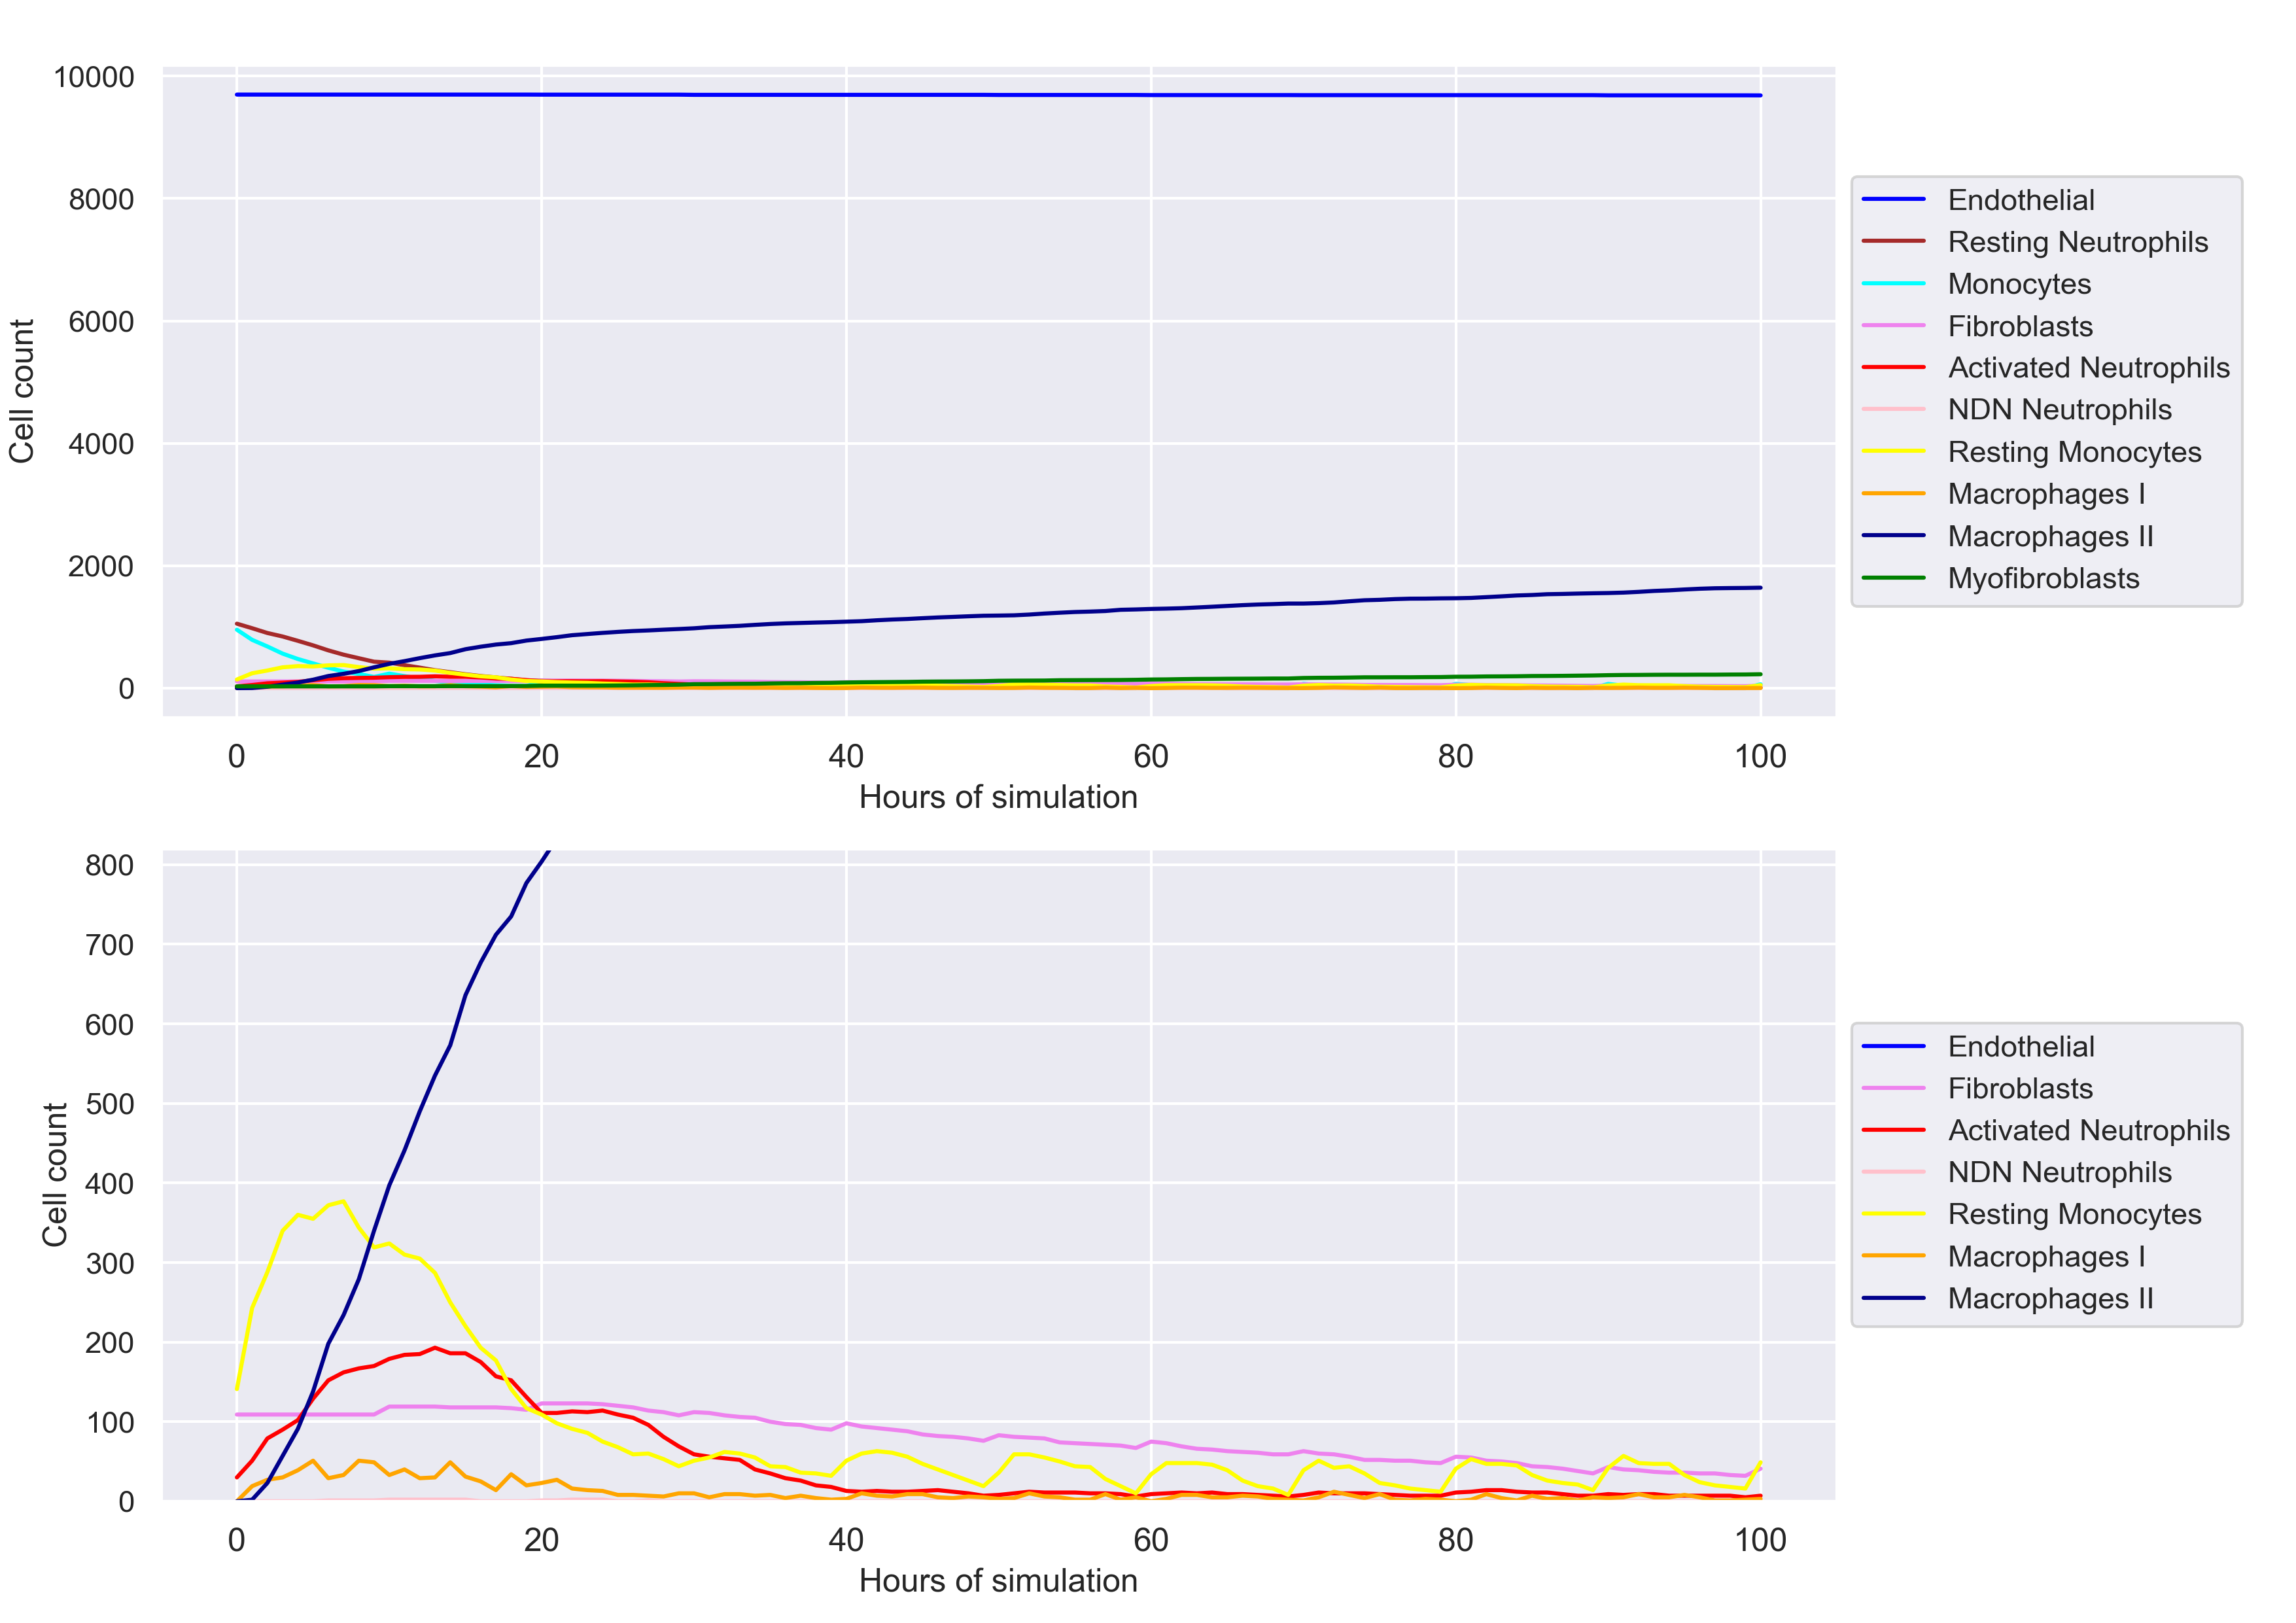 10000
8000
6000
4000
2000
0
Cell count
0 20 40 60 80 100
Hours of simulation
Endothelial
Resting Neutrophils
Monocytes
Fibroblasts
Activated Neutrophils
NDN Neutrophils
Resting Monocytes
Macrophages I
Macrophages II
Myofibroblasts
800
700
600
500
400
300
200
100
0
Cell count
0 20 40 60 80 100
Hours of simulation
Endothelial
Fibroblasts
Activated Neutrophils
NDN Neutrophils
Resting Monocytes
Macrophages I
Macrophages II